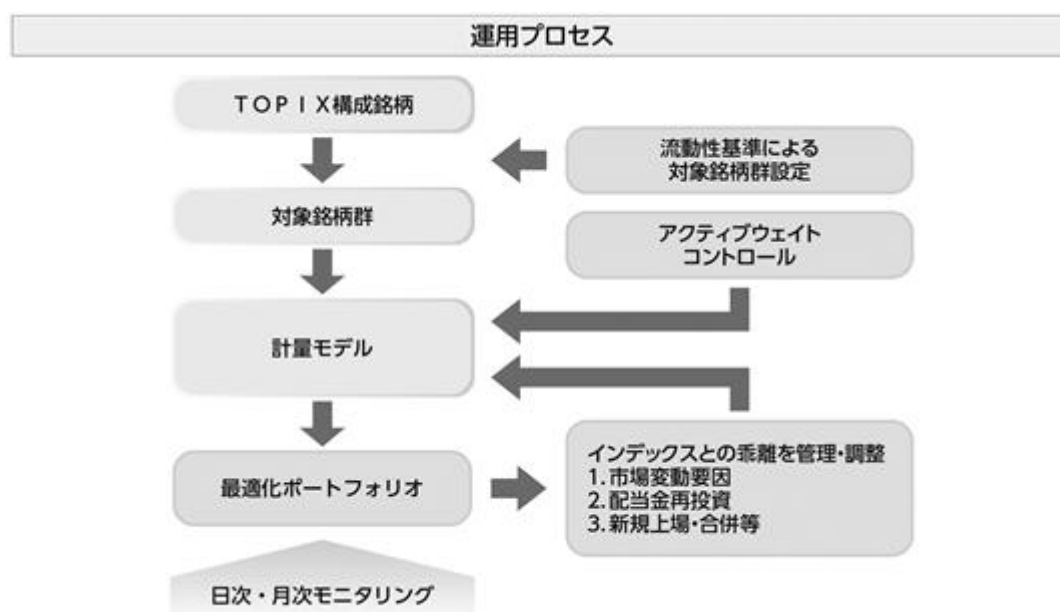 運用プロセス
TOPIX構成銘柄
流動性基準による
対象銘柄群設定
対象銘柄群
アクティブウェイト
コントロール
計量モデル
最適化ポートフォリオ
インデックスとの乖離を管理・調整
1.市場変動要因
2.配当金再投資
3.新規上場・合併等
日次・月次モニタリング